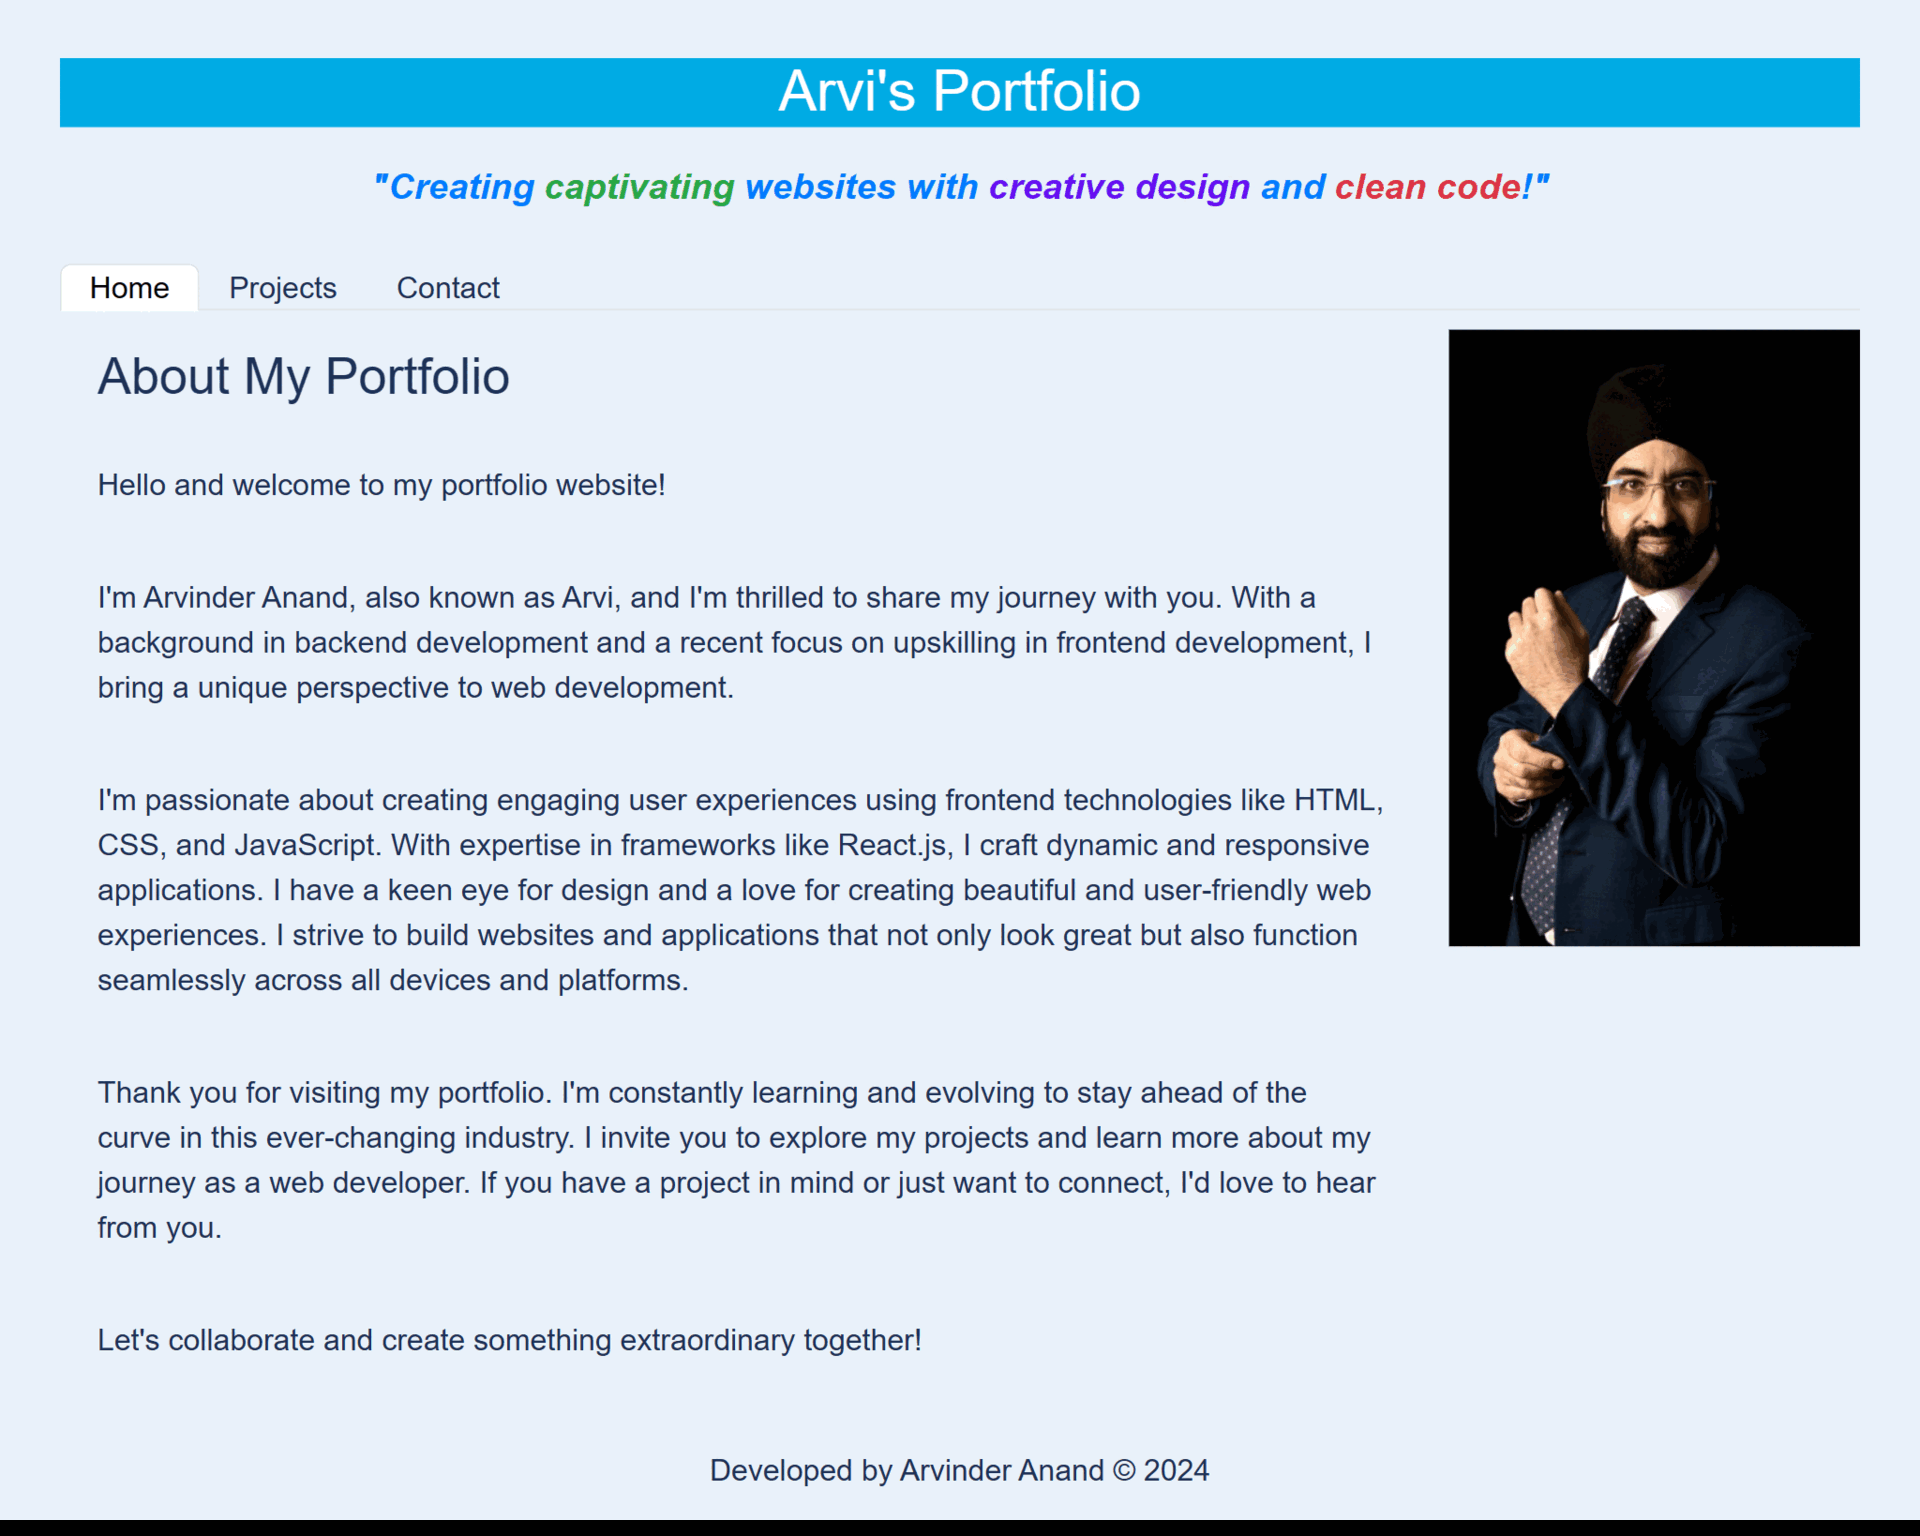 Arvi's Portfolio
"Creating captivating websites with creative design and clean code!"
Home Projects Contact
About My Portfolio
Hello and welcome to my portfolio website!
I'm Arvinder Anand, also known as Arvi, and I'm thrilled to share my journey with you. With a
background in backend development and a recent focus on upskilling in frontend development, I
bring a unique perspective to web development.
I'm passionate about creating engaging user experiences using frontend technologies like HTML,
CSS, and JavaScript. With expertise in frameworks like React.js, I craft dynamic and responsive
applications. I have a keen eye for design and a love for creating beautiful and user-friendly web
experiences. I strive to build websites and applications that not only look great but also function
seamlessly across all devices and platforms.
Thank you for visiting my portfolio. I'm constantly learning and evolving to stay ahead of the
curve in this ever-changing industry. I invite you to explore my projects and learn more about my
journey as a web developer. If you have a project in mind or just want to connect, I'd love to hear
from you.
Let's collaborate and create something extraordinary together!
Developed by Arvinder Anand © 2024